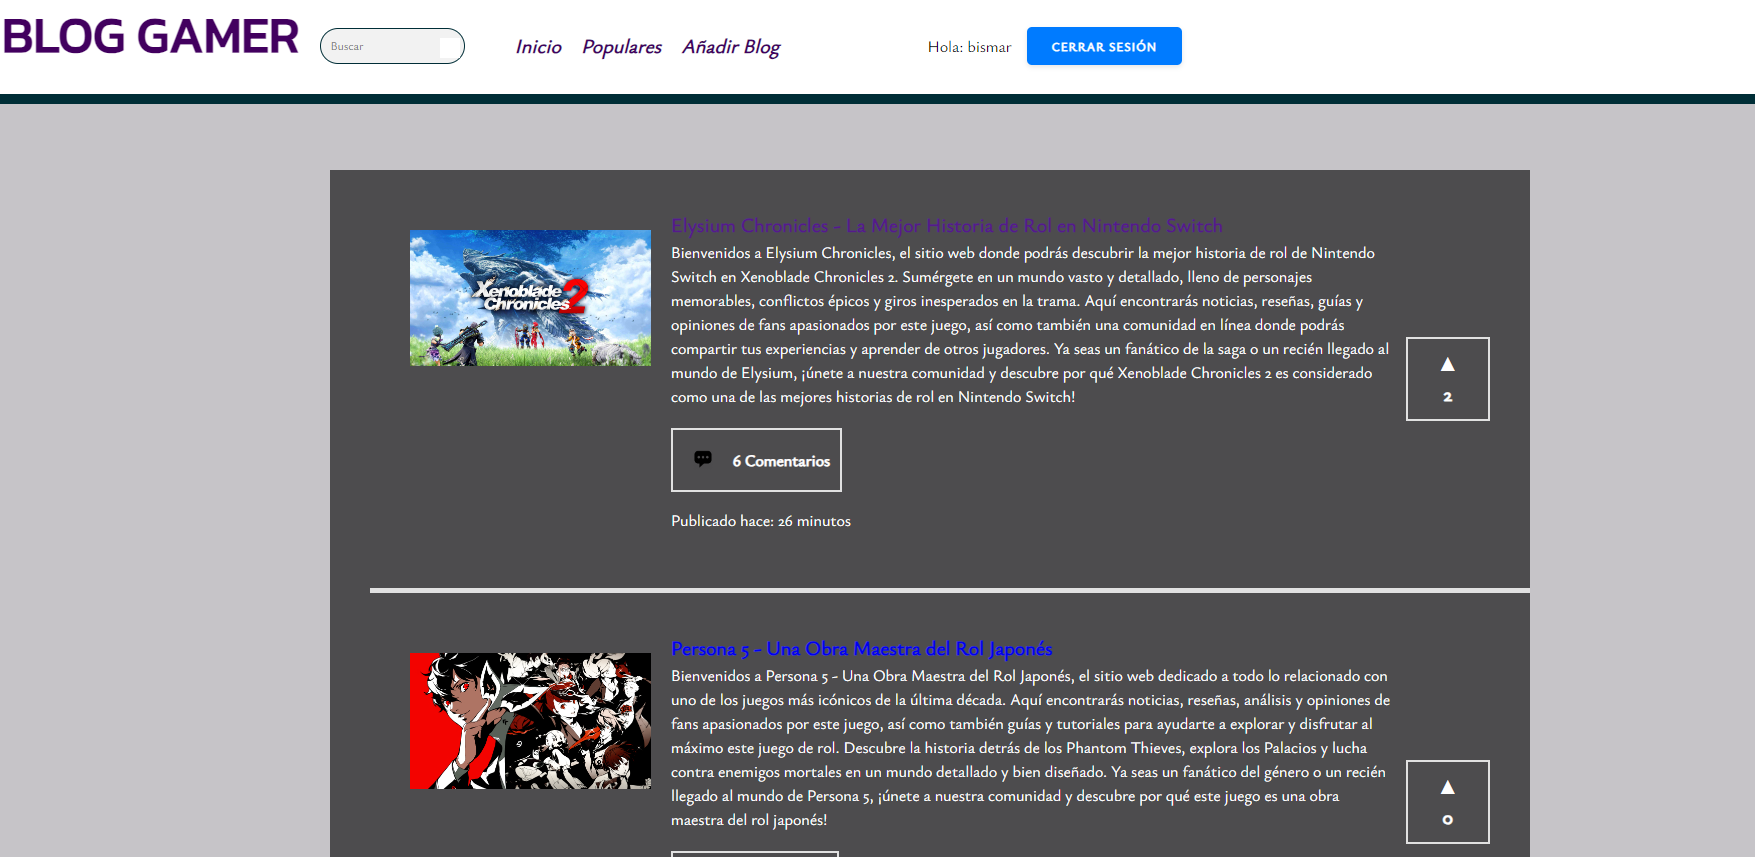 BLOG GAMER
Buscar
Inicio Populares Añadir Blog
Hola: bismar
CERRAR SESIÓN
Elysium Chronicles - La Mejor Historia de Rol en Nintendo Switch
Bienvenidos a Elysium Chronicles, el sitio web donde podrás descubrir la mejor historia de rol de Nintendo
Switch en Xenoblade Chronicles 2. Sumérgete en un mundo vasto y detallado, lleno de personajes
memorables, conflictos épicos y giros inesperados en la trama. Aquí encontrarás noticias, reseñas, guías y
opiniones de fans apasionados por este juego, así como también una comunidad en línea donde podrás
compartir tus experiencias y aprender de otros jugadores. Ya seas un fanático de la saga o un recién llegado al
mundo de Elysium, ¡únete a nuestra comunidad y descubre por qué Xenoblade Chronicles 2 es considerado
como una de las mejores historias de rol en Nintendo Switch!
Xenoblade
Chronicles 2
▲
2
6 Comentarios
Publicado hace: 26 minutos
Persona 5 - Una Obra Maestra del Rol Japonés
Bienvenidos a Persona 5 - Una Obra Maestra del Rol Japonés, el sitio web dedicado a todo lo relacionado con
uno de los juegos más icónicos de la última década. Aquí encontrarás noticias, reseñas, análisis y opiniones de
fans apasionados por este juego, así como también guías y tutoriales para ayudarte a explorar y disfrutar al
máximo este juego de rol. Descubre la historia detrás de los Phantom Thieves, explora los Palacios y lucha
contra enemigos mortales en un mundo detallado y bien diseñado. Ya seas un fanático del género o un recién
llegado al mundo de Persona 5, ¡únete a nuestra comunidad y descubre por qué este juego es una obra
maestra del rol japonés!
▲
0